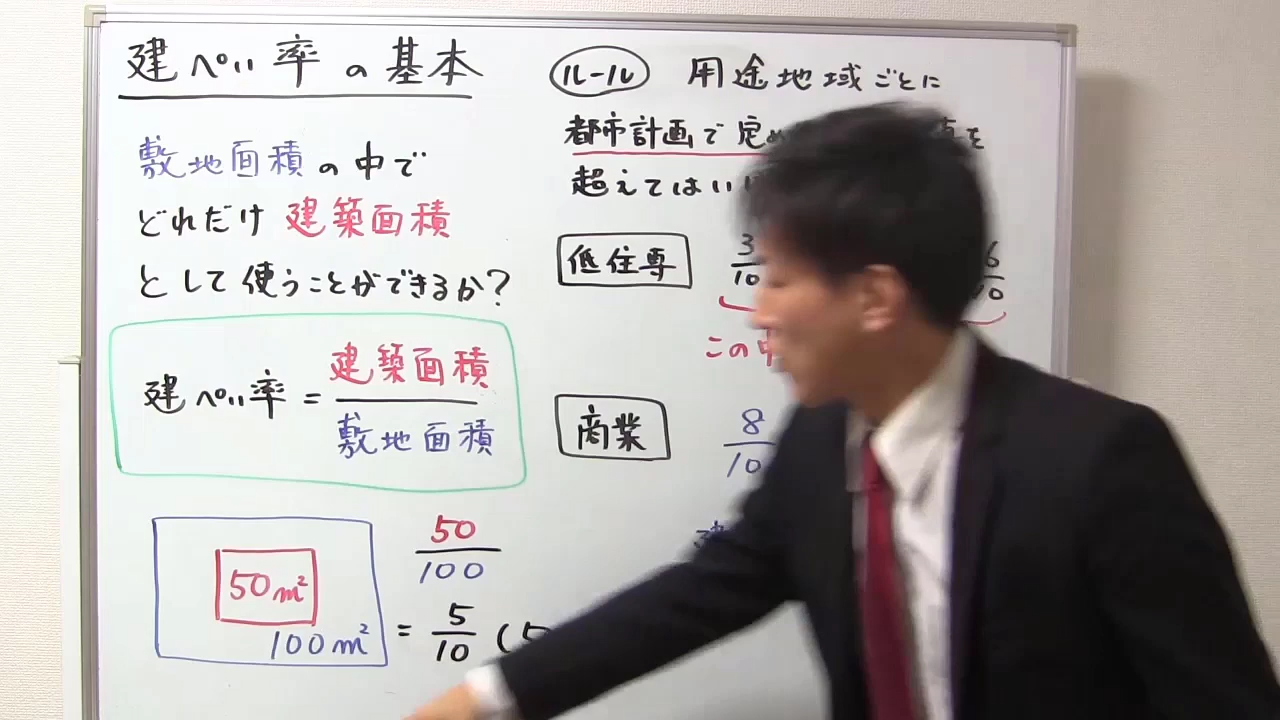 建ぺい率の基本
敷地面積の中で
どれだけ建築面積
として使うことができるか?
建ぺい率 = 建築面積
敷地面積
50m²
100m²
50
100
= 5/10 (5
ルール 用途地域ごとに
都市計画で定め
を
超えてはい
低住専
3
10
6
10
この中
商業
8
10
建